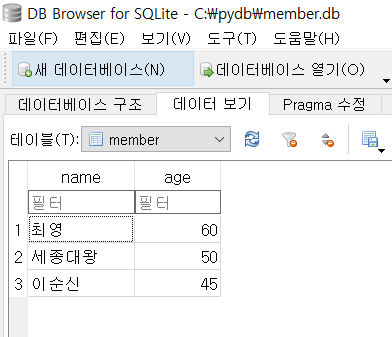 DB Browser for SQLite - C:₩pydb₩member.db
파일(F) 편집(E) 보기(V) 도구(T) 도움말(H)
새 데이터베이스(N) 데이터베이스 열기(O)
데이터베이스 구조 데이터 보기 Pragma 수정
테이블(T): member
name age
필터 필터
1 최영 60
2 세종대왕 50
3 이순신 45